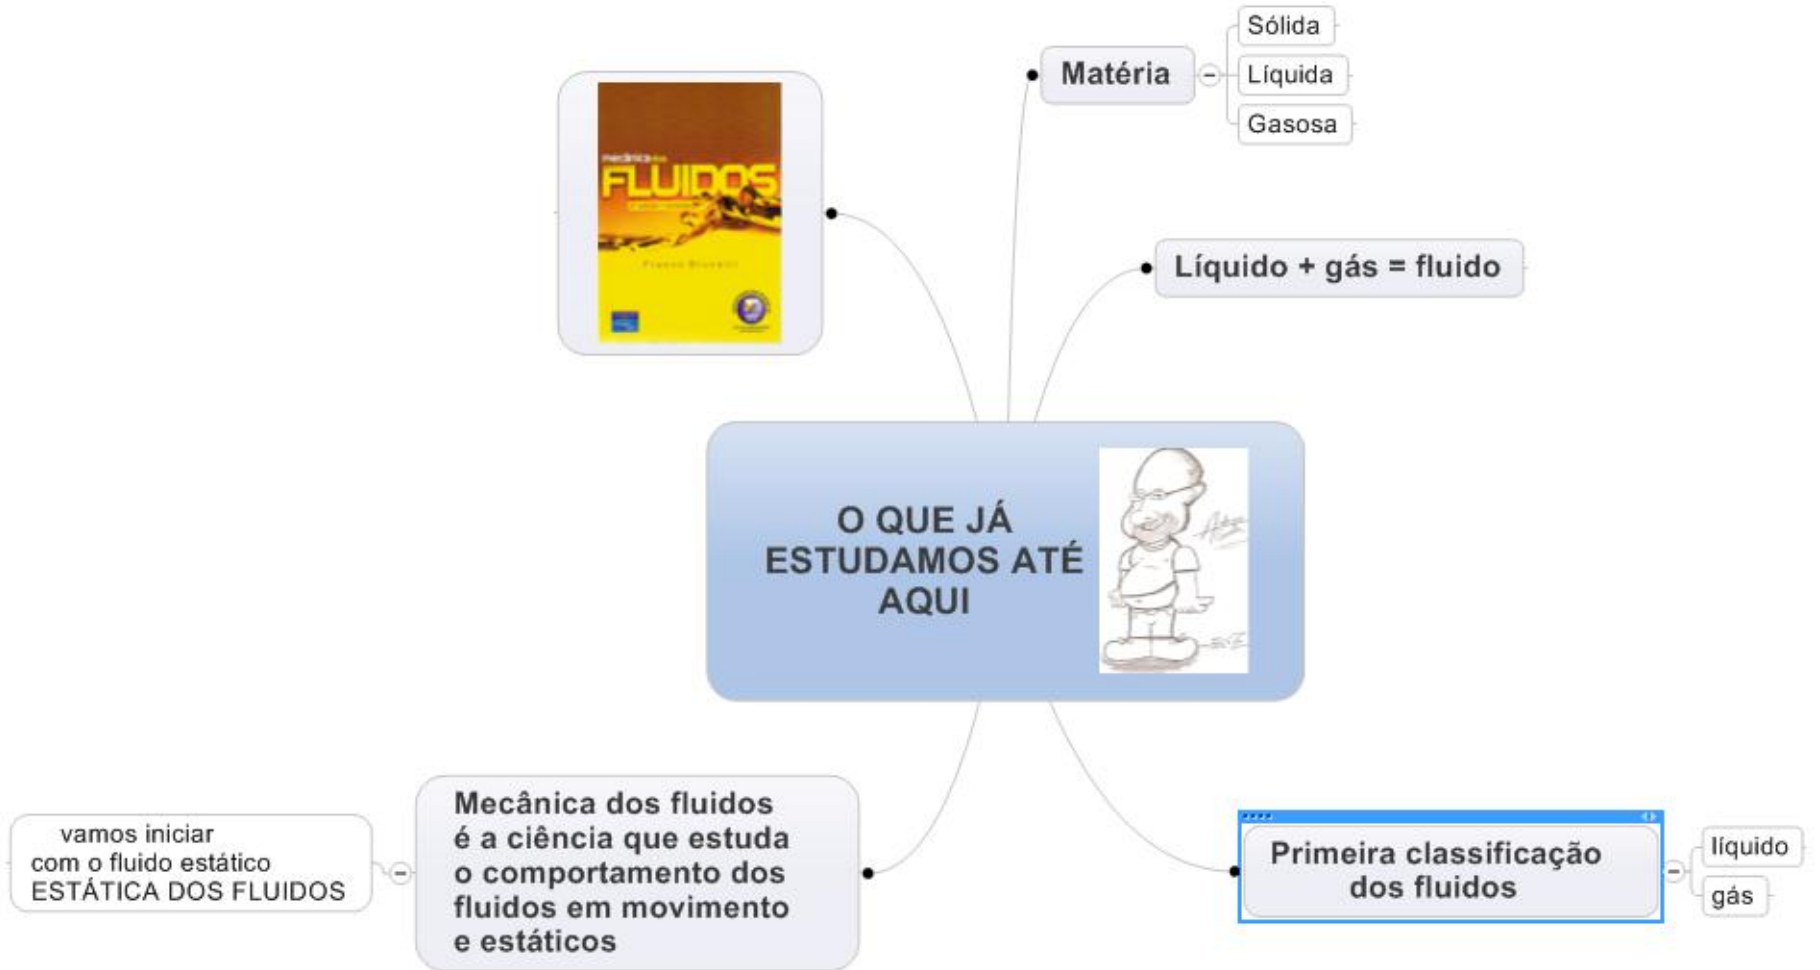 Sólida
Matéria
Líquida
Gasosa
mecânica dos
FLUIDOS
Franco Brunetti
Líquido + gás = fluido
O QUE JÁ
ESTUDAMOS ATÉ
AQUI
Mecânica dos fluidos
é a ciência que estuda
o comportamento dos
fluidos em movimento
e estáticos
vamos iniciar
com o fluido estático
ESTÁTICA DOS FLUIDOS
Primeira classificação
dos fluidos
líquido
gás